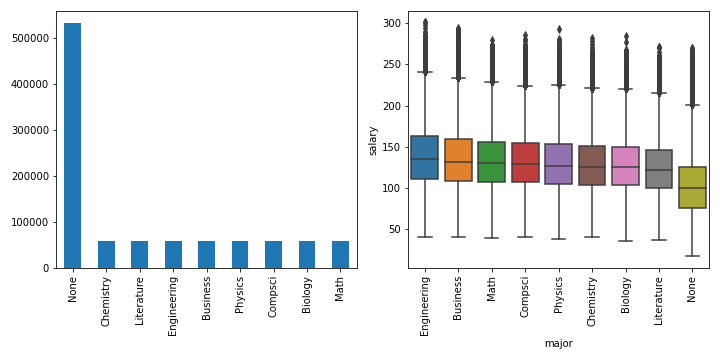 500000
400000
300000
200000
100000
0
None
Chemistry
Literature
Engineering
Business
Physics
Compsci
Biology
Math
300
250
200
150
100
50
salary
Engineering
Business
Math
Compsci
Physics
Chemistry
Biology
Literature
None
major